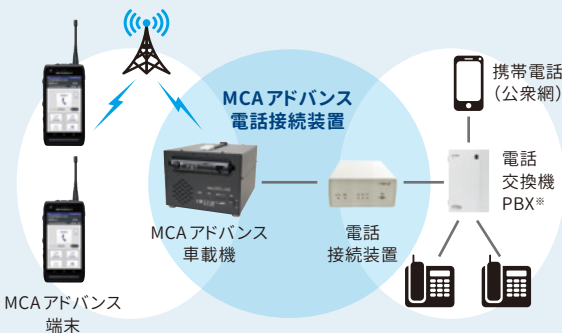 MCAアドバンス
電話接続装置
携帯電話
(公衆網)
電話
交換機
PBX※
MCAアドバンス
車載機
電話
接続装置
MCAアドバンス
端末